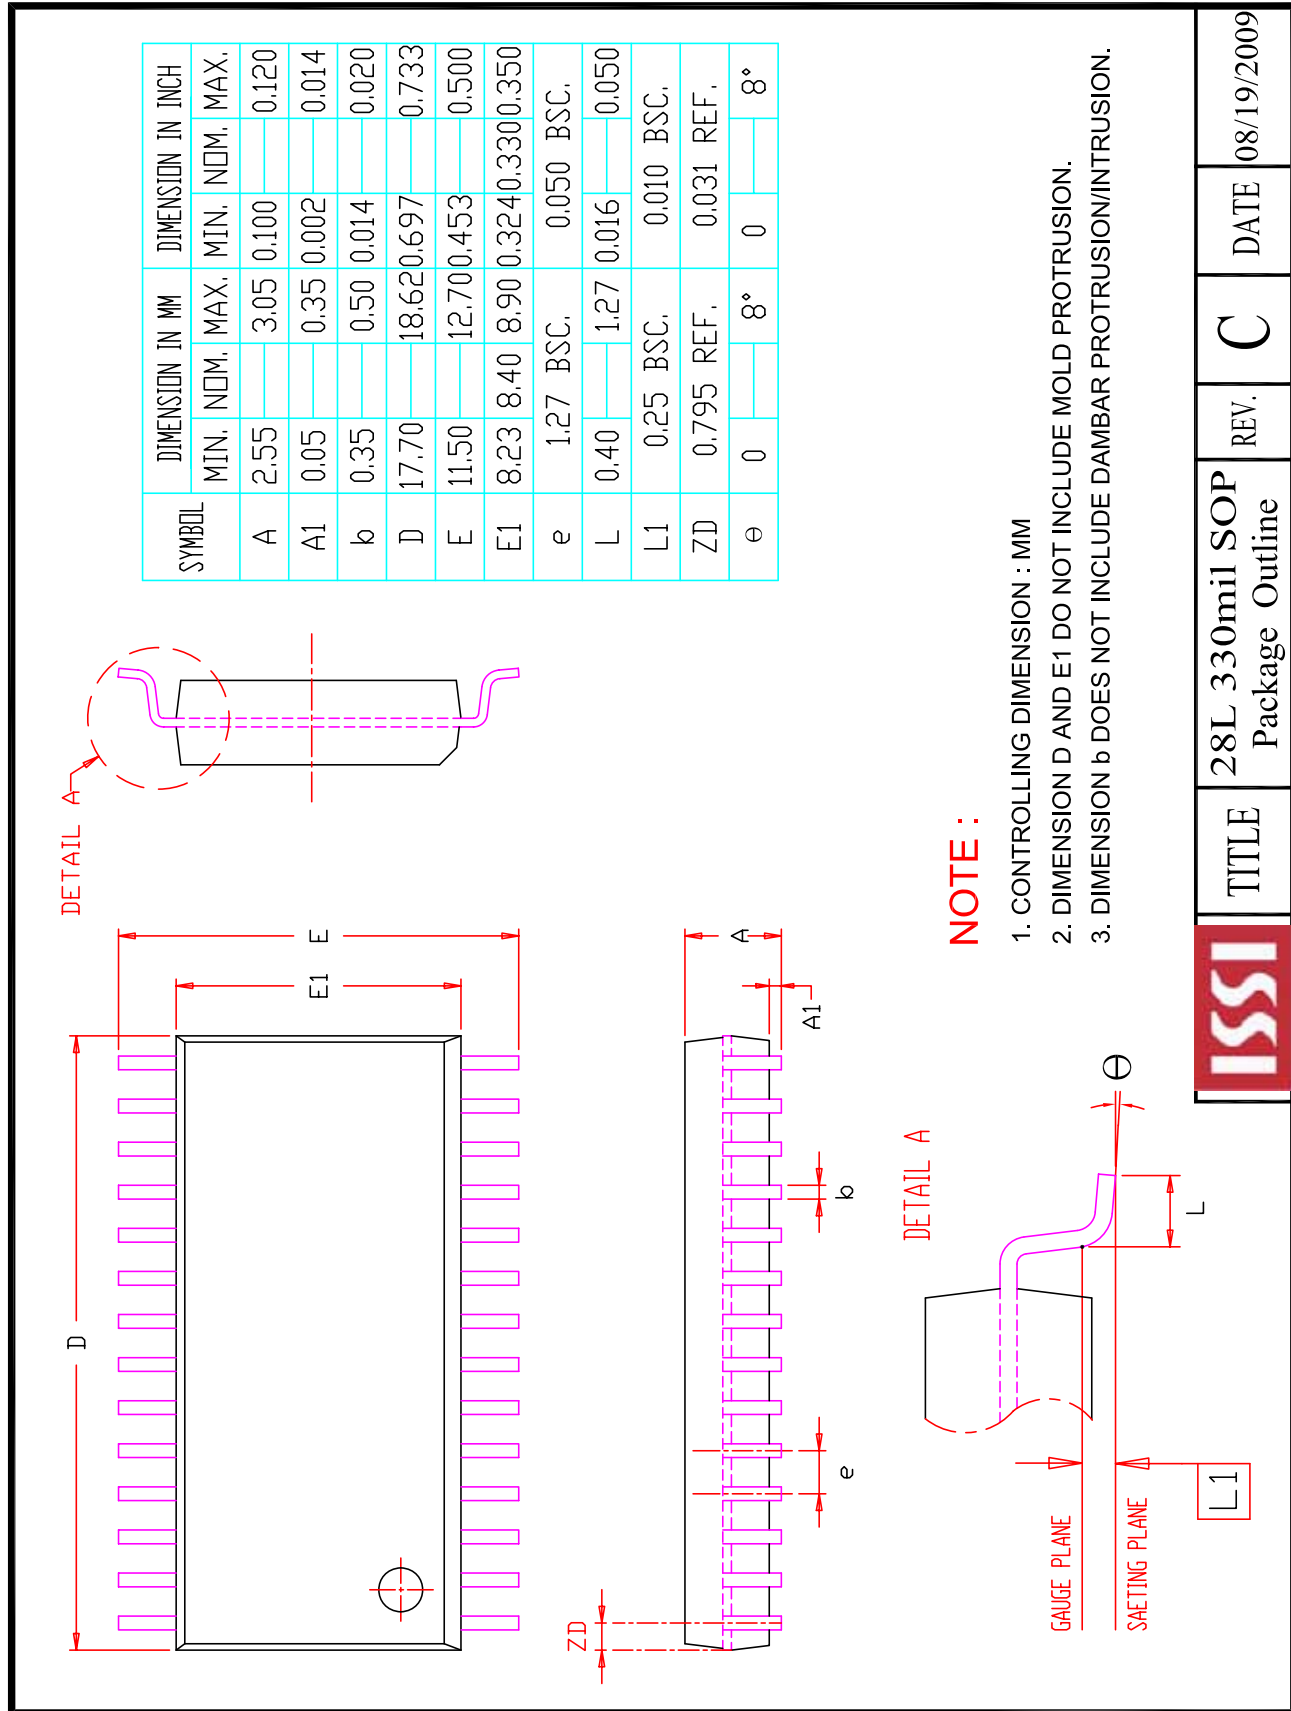 DETAIL A
D
E1
E
ZD
e
b
A1
A
SYMBOL DIMENSION IN MM DIMENSION IN INCH
MIN. NOM. MAX. MIN. NOM. MAX.
A 2.55 3.05 0.100 0.120
A1 0.05 0.35 0.002 0.014
b 0.35 0.50 0.014 0.020
D 17.70 18.62 0.697 0.733
E 11.50 12.70 0.453 0.500
E1 8.23 8.40 8.90 0.324 0.330 0.350
e 1.27 BSC. 0.050 BSC.
L 0.40 1.27 0.016 0.050
L1 0.25 BSC. 0.010 BSC.
ZD 0.795 REF. 0.031 REF.
θ 0 8° 0 8°
DETAIL A
GAUGE PLANE
SAETING PLANE
L1
L
θ
NOTE :
1. CONTROLLING DIMENSION : MM
2. DIMENSION D AND E1 DO NOT INCLUDE MOLD PROTRUSION.
3. DIMENSION b DOES NOT INCLUDE DAMBAR PROTRUSION/INTRUSION.
ISSI
TITLE
28L 330mil SOP
Package Outline
REV.
C
DATE
08/19/2009